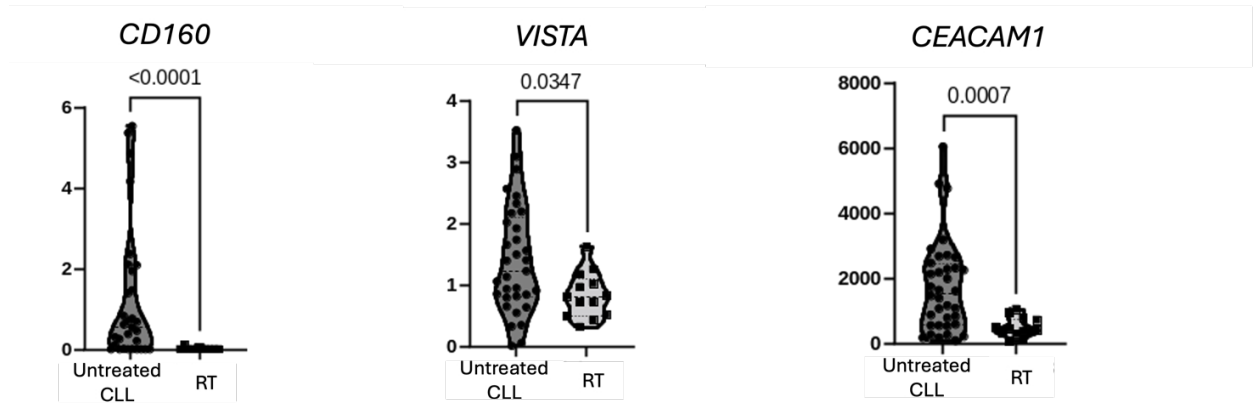 CD160
<0.0001
6
4
2
0
Untreated
CLL
RT
VISTA
0.0347
4
3
2
1
0
Untreated
CLL
RT
CEACAM1
0.0007
8000
6000
4000
2000
0
Untreated
CLL
RT